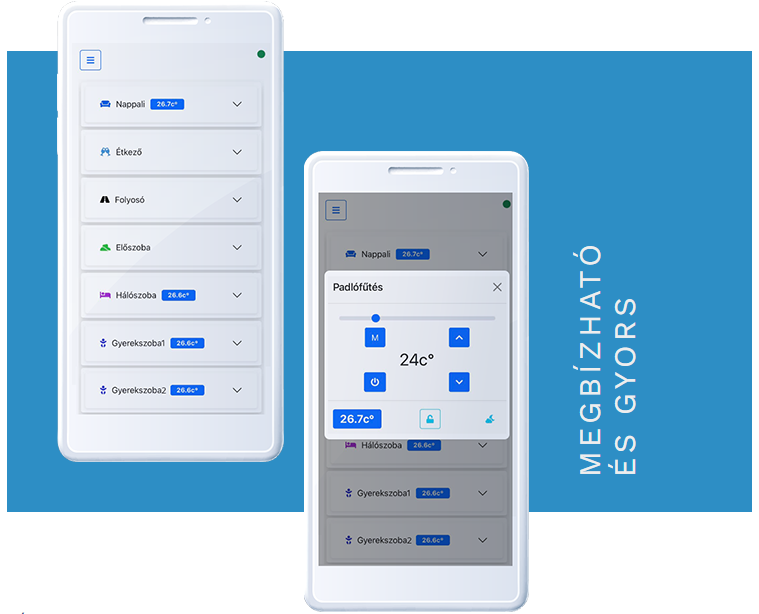 Nappali 26.7c°
Étkező
Folyosó
Előszoba
Hálószoba 26.6c°
Gyerekszoba1 26.6c°
Gyerekszoba2 26.6c°
Nappali 26.7c°
Padlófűtés
M
24c°
26.7c°
Hálószoba 26.6c°
Gyerekszoba1 26.6c°
Gyerekszoba2 26.6c°
MEGBÍZHATÓ
ÉS GYORS